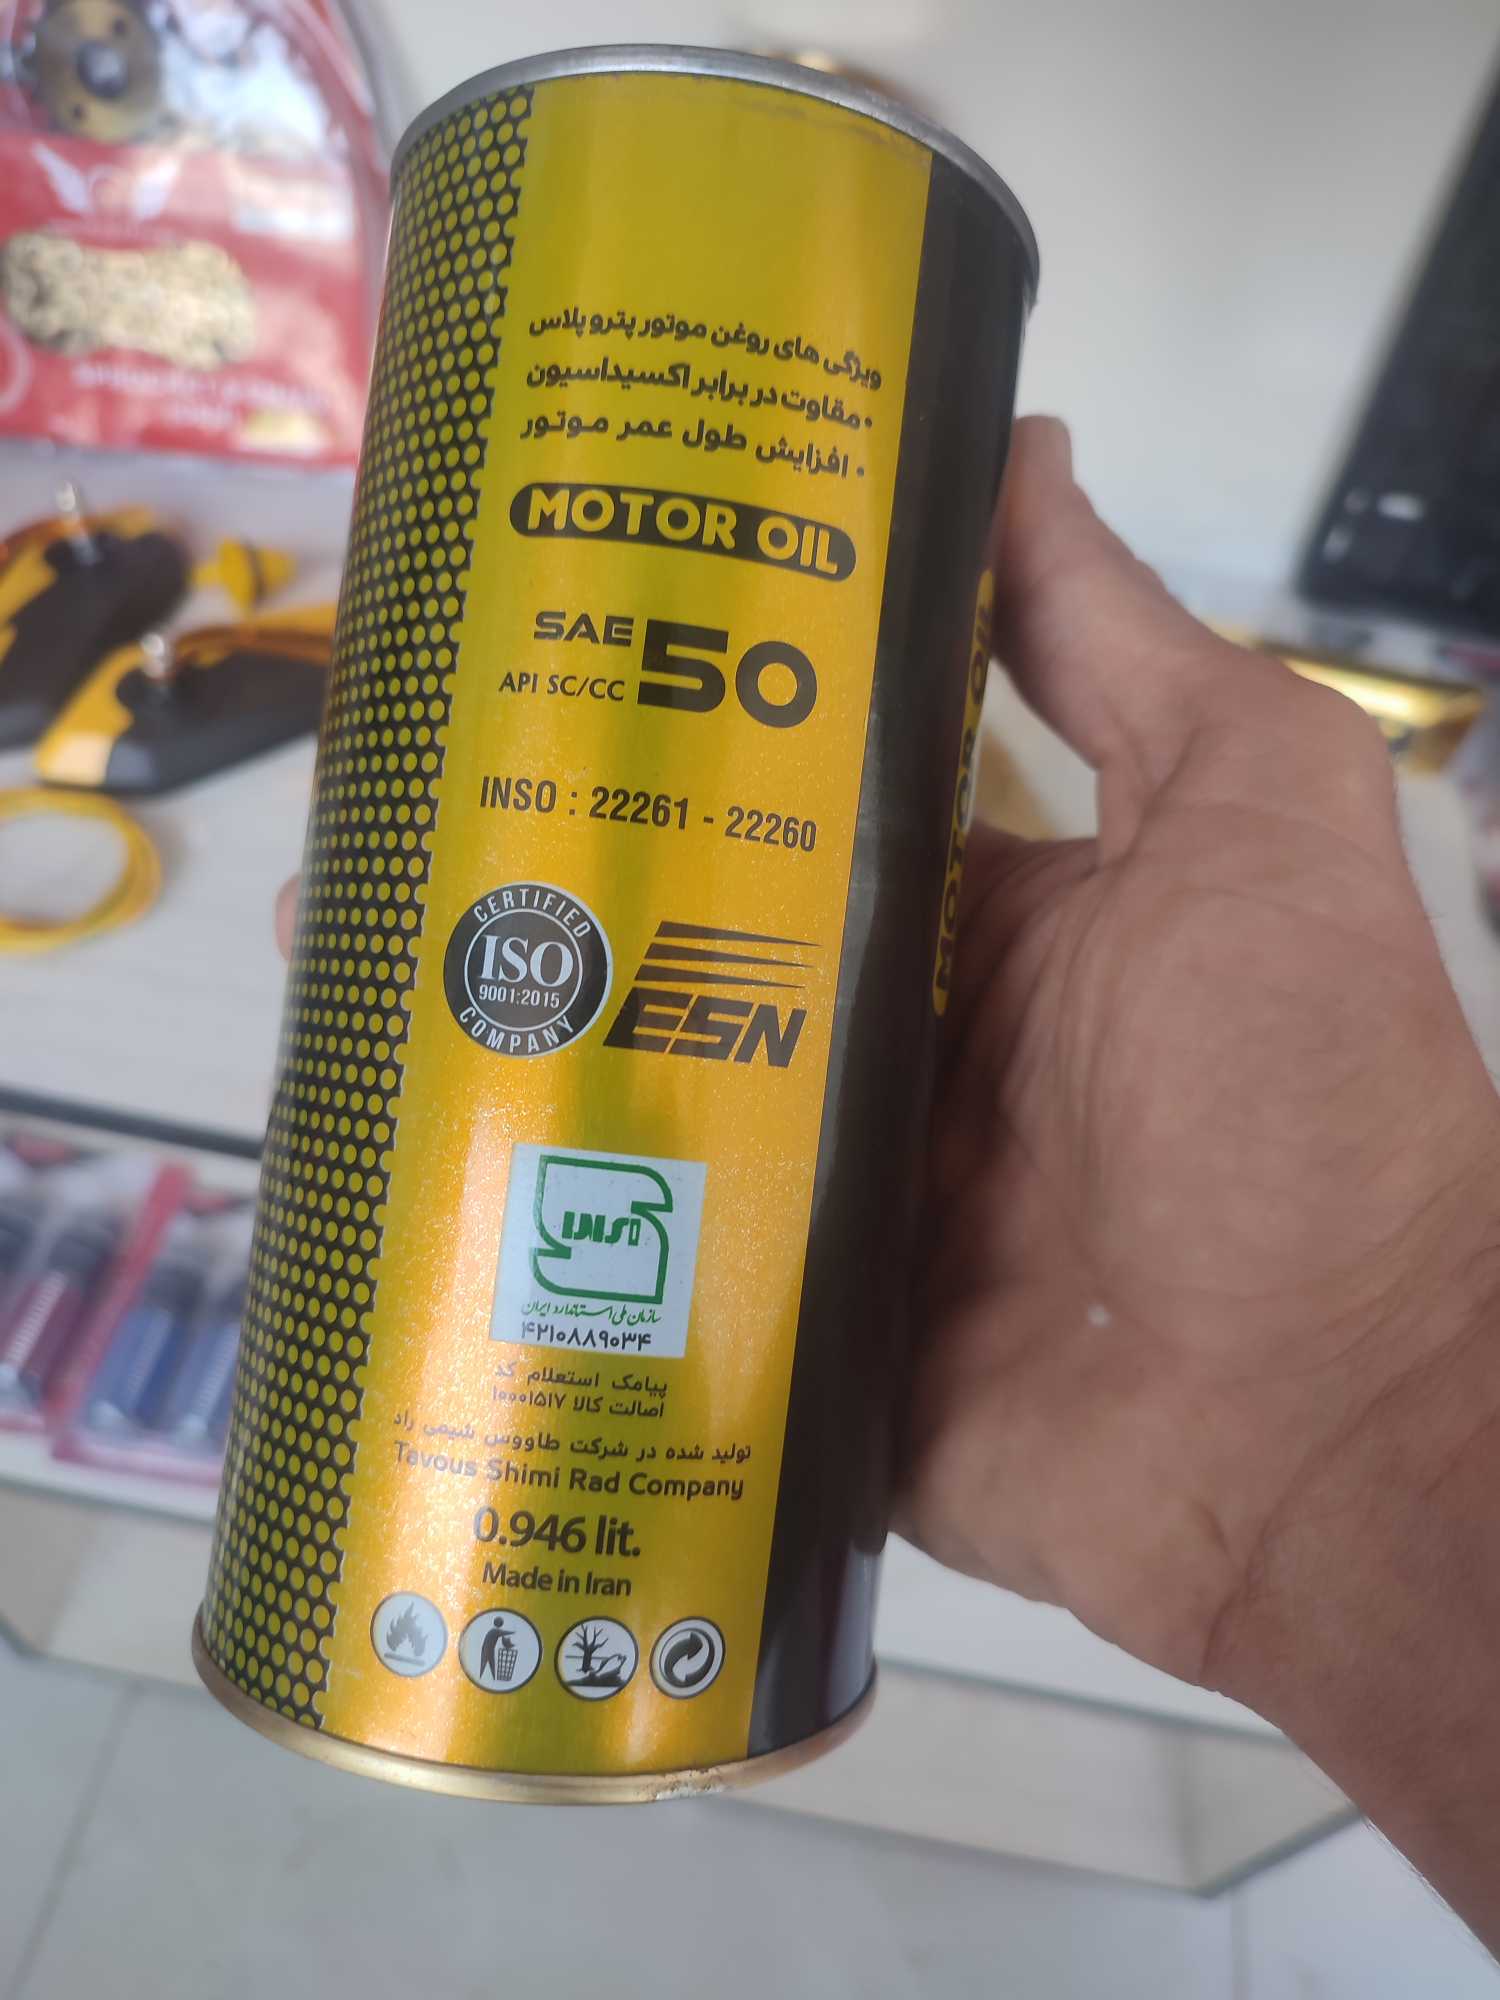 ویژگی های روغن موتور پترو پلاس
• مقاوت در برابر اکسیداسیون
• افزایش طول عمر موتور
MOTOR OIL
SAE 50
API SC/CC
INSO : 22261 - 22260
CERTIFIED
ISO
9001:2015
COMPANY
ESN
سازمان ملی استاندارد ایران
۴۲۱۰۸۸۹۰۳۴
پیامک استعلام کد
اصالت کالا ۱۰۰۰۱۵۱۷
تولید شده در شرکت طاووس شیمی راد
Tavous Shimi Rad Company
0.946 lit.
Made in Iran
MOTOR OIL